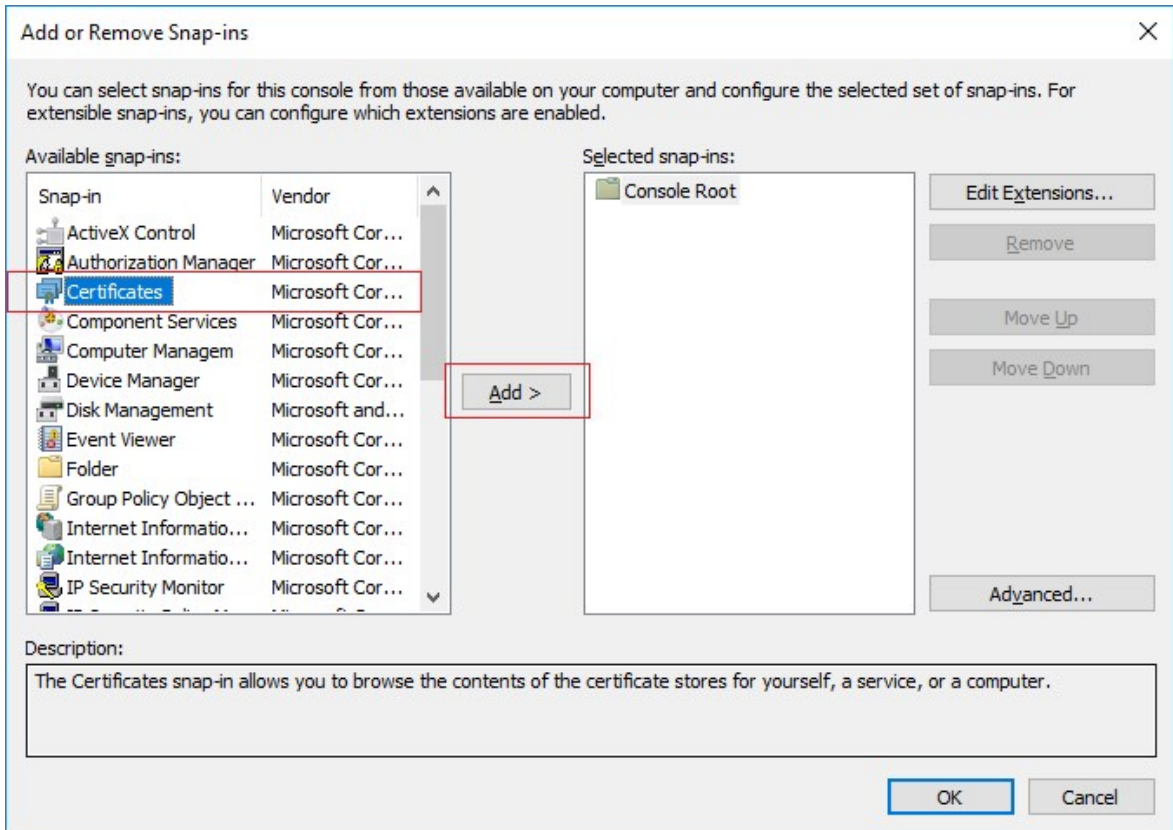 Add or Remove Snap-ins
You can select snap-ins for this console from those available on your computer and configure the selected set of snap-ins. For
extensible snap-ins, you can configure which extensions are enabled.
Available snap-ins:
Snap-in Vendor
ActiveX Control Microsoft Cor...
Authorization Manager Microsoft Cor...
Certificates Microsoft Cor...
Component Services Microsoft Cor...
Computer Managem Microsoft Cor...
Device Manager Microsoft Cor...
Disk Management Microsoft and...
Event Viewer Microsoft Cor...
Folder Microsoft Cor...
Group Policy Object ... Microsoft Cor...
Internet Informatio... Microsoft Cor...
Internet Informatio... Microsoft Cor...
IP Security Monitor Microsoft Cor...
Add >
Selected snap-ins:
Console Root
Edit Extensions...
Remove
Move Up
Move Down
Advanced...
Description:
The Certificates snap-in allows you to browse the contents of the certificate stores for yourself, a service, or a computer.
OK Cancel